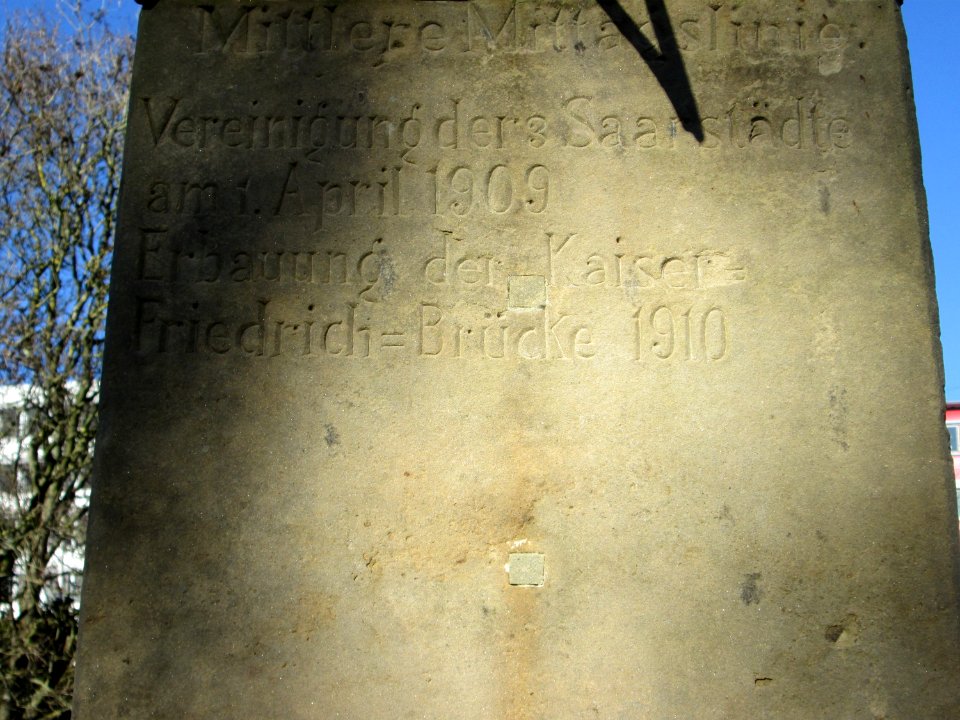 Mittlere Mittagslinie
Vereinigung der 3 Saarstädte
am 1. April 1909
Erbauung der Kaiser=
Friedrich=Brücke 1910